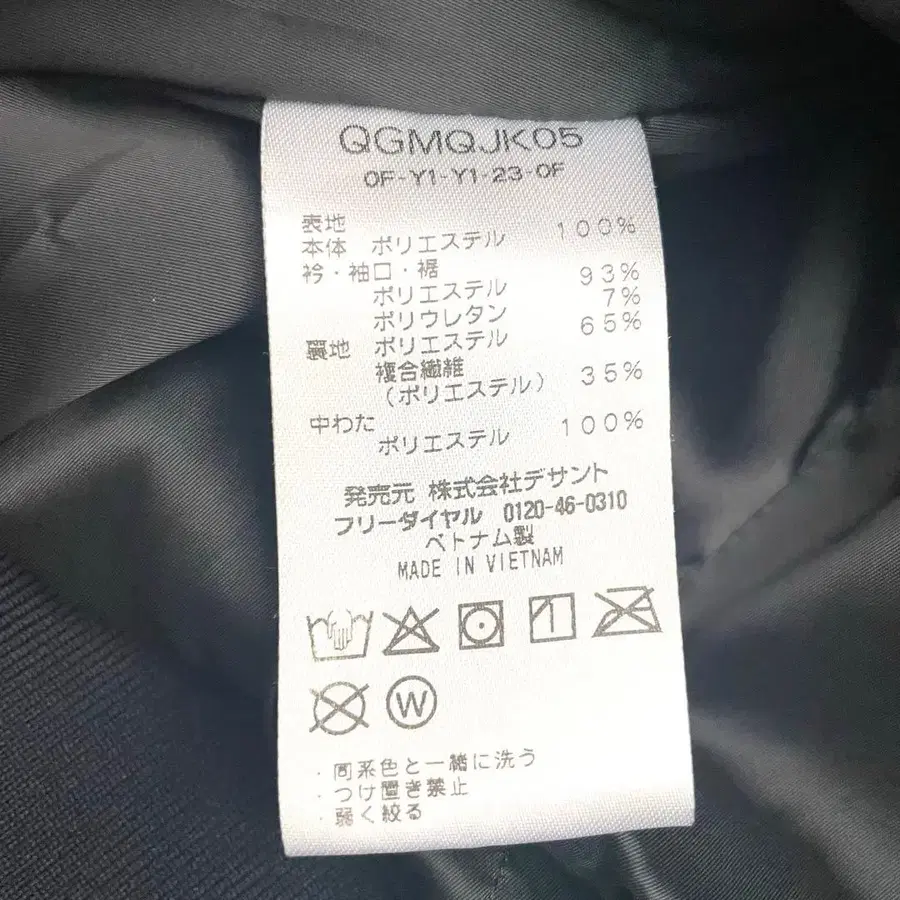 QGMQJK05
0F-Y1-Y1-23-0F
表地
本体 ポリエステル 100%
衿・袖口・裾
ポリエステル 93%
ポリウレタン 7%
裏地 ポリエステル 65%
複合繊維
(ポリエステル) 35%
中わた
ポリエステル 100%
発売元 株式会社デサント
フリーダイヤル 0120-46-0310
ベトナム製
MADE IN VIETNAM
W
・同系色と一緒に洗う
・つけ置き禁止
・弱く絞る